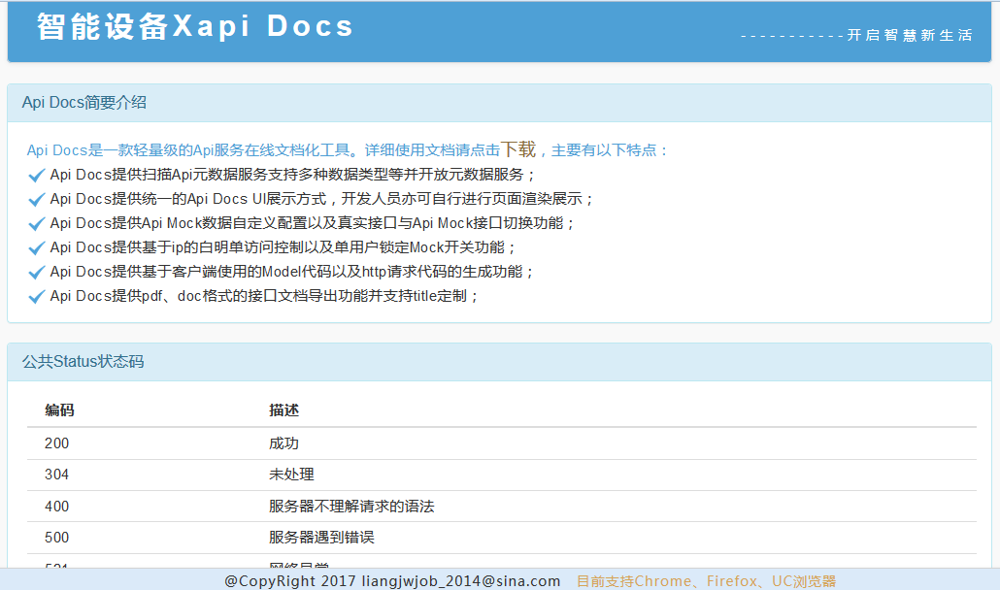 智能设备Xapi Docs
-----------开启智慧新生活
Api Docs简要介绍
Api Docs是一款轻量级的Api服务在线文档化工具。详细使用文档请点击下载，主要有以下特点：
Api Docs提供扫描Api元数据服务支持多种数据类型等并开放元数据服务；
Api Docs提供统一的Api Docs UI展示方式，开发人员亦可自行进行页面渲染展示；
Api Docs提供Api Mock数据自定义配置以及真实接口与Api Mock接口切换功能；
Api Docs提供基于ip的白明单访问控制以及单用户锁定Mock开关功能；
Api Docs提供基于客户端使用的Model代码以及http请求代码的生成功能；
Api Docs提供pdf、doc格式的接口文档导出功能并支持title定制；
公共Status状态码
编码 描述
200 成功
304 未处理
400 服务器不理解请求的语法
500 服务器遇到错误
521 网络异常
@CopyRight 2017 liangjwjob_2014@sina.com 目前支持Chrome、Firefox、UC浏览器